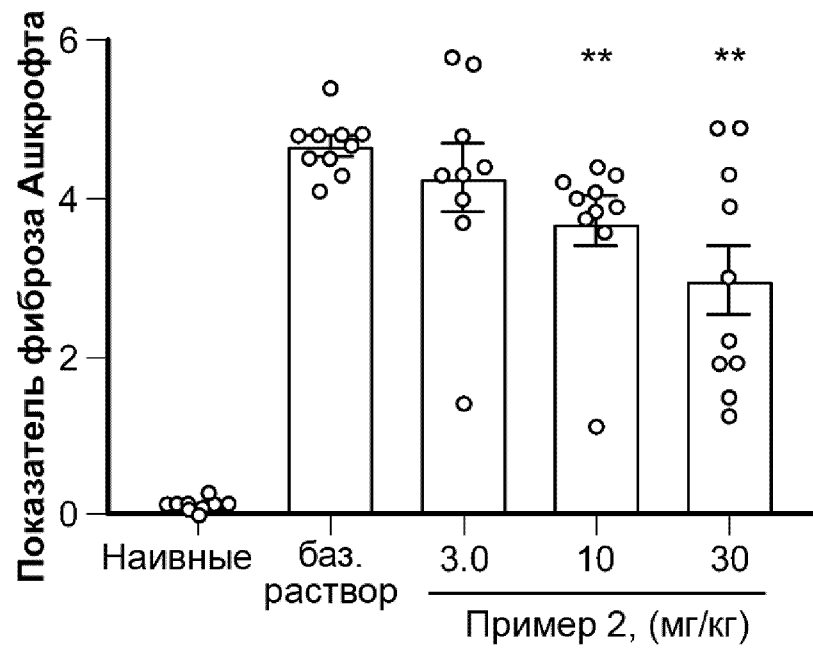 Показатель фиброза Ашкрофта
6
4
2
0
** **
Наивные баз. раствор 3.0 10 30
Пример 2, (мг/кг)